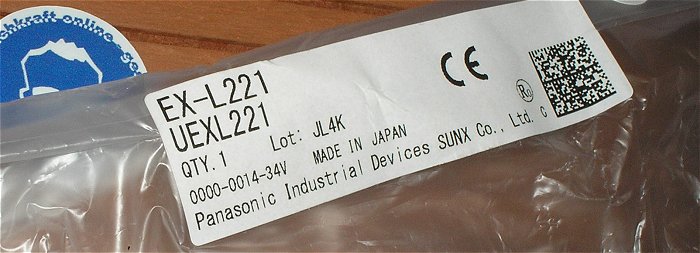 EX-L221
UEXL221
QTY. 1
Lot: JL4K
0000-0014-34V
MADE IN JAPAN
Panasonic Industrial Devices SUNX Co., Ltd. C
CE
Ro